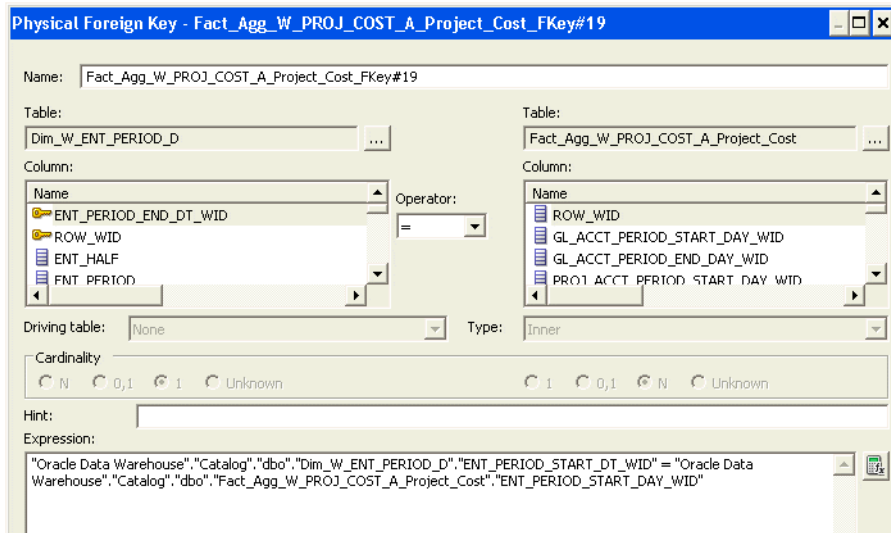 Physical Foreign Key - Fact_Agg_W_PROJ_COST_A_Project_Cost_FKey#19
Name: Fact_Agg_W_PROJ_COST_A_Project_Cost_FKey#19
Table: Table:
Dim_W_ENT_PERIOD_D ... Fact_Agg_W_PROJ_COST_A_Project_Cost ...
Column: Column:
Name Operator: Name
ENT_PERIOD_END_DT_WID = ROW_WID
ROW_WID GL_ACCT_PERIOD_START_DAY_WID
ENT_HALF GL_ACCT_PERIOD_END_DAY_WID
ENT_PERIOD PROJ_ACCT_PERIOD_START_DAY_WID
Driving table: None Type: Inner
Cardinality
N 0,1 1 Unknown 1 0,1 N Unknown
Hint:
Expression:
"Oracle Data Warehouse"."Catalog"."dbo"."Dim_W_ENT_PERIOD_D"."ENT_PERIOD_START_DT_WID" = "Oracle Data
Warehouse"."Catalog"."dbo"."Fact_Agg_W_PROJ_COST_A_Project_Cost"."ENT_PERIOD_START_DAY_WID"